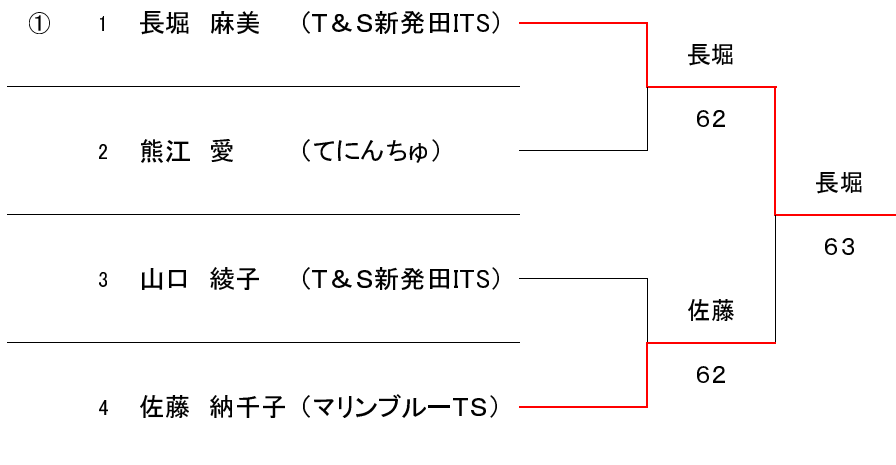 ① 1 長堀 麻美 （Ｔ＆Ｓ新発田ITS）
長堀
６２
2 熊江 愛 （てにんちゅ）
長堀
６３
3 山口 綾子 （Ｔ＆Ｓ新発田ITS）
佐藤
６２
4 佐藤 納千子 （マリンブルーＴＳ）